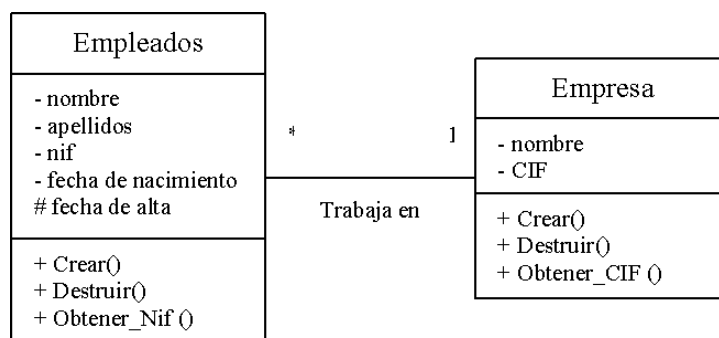 Empleados
- nombre
- apellidos
- nif
- fecha de nacimiento
# fecha de alta
+ Crear()
+ Destruir()
+ Obtener_Nif ()
*
1
Trabaja en
Empresa
- nombre
- CIF
+ Crear()
+ Destruir()
+ Obtener_CIF ()